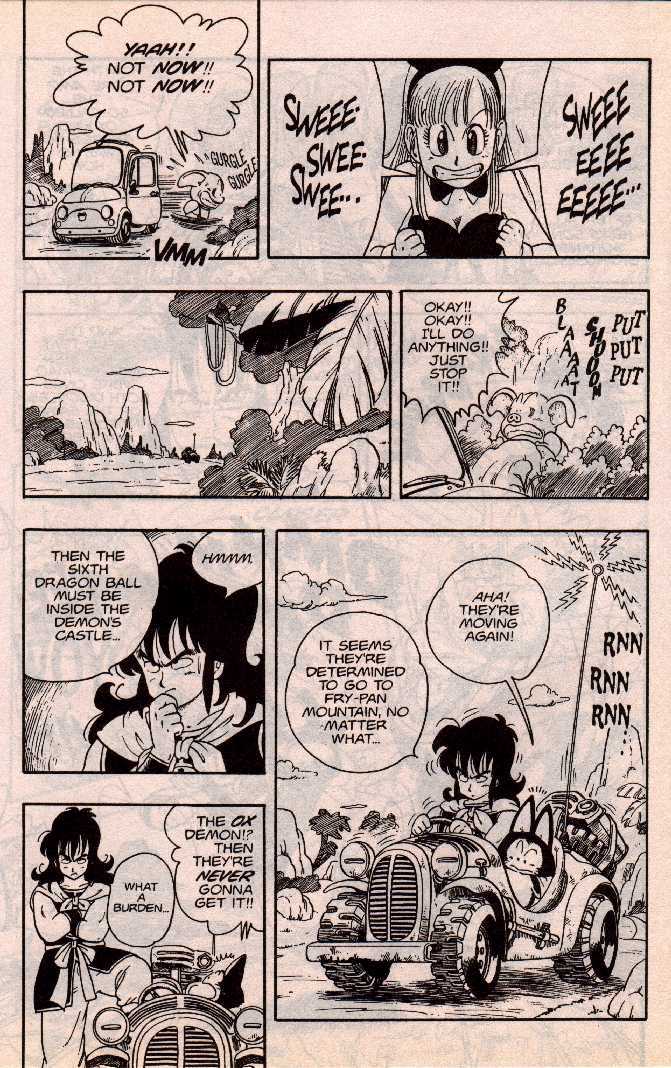 SWEEE
EEEE
EEEEE...
SWEEE-
SWEE-
SWEE...
YAAH!!
NOT NOW!!
NOT NOW!!
GURGLE
GURGLE
VMM
PUT
PUT
PUT
SHOOOM
BLAAAAAT
OKAY!!
OKAY!!
I'LL DO
ANYTHING!!
JUST
STOP
IT!!
AHA!
THEY'RE
MOVING
AGAIN!
IT SEEMS
THEY'RE
DETERMINED
TO GO TO
FRY-PAN
MOUNTAIN, NO
MATTER
WHAT...
RNN
RNN
RNN!
HMMM.
THEN THE
SIXTH
DRAGON BALL
MUST BE
INSIDE THE
DEMON'S
CASTLE...
THE OX
DEMON!?
THEN
THEY'RE
NEVER
GONNA
GET IT!!
WHAT
A
BURDEN...